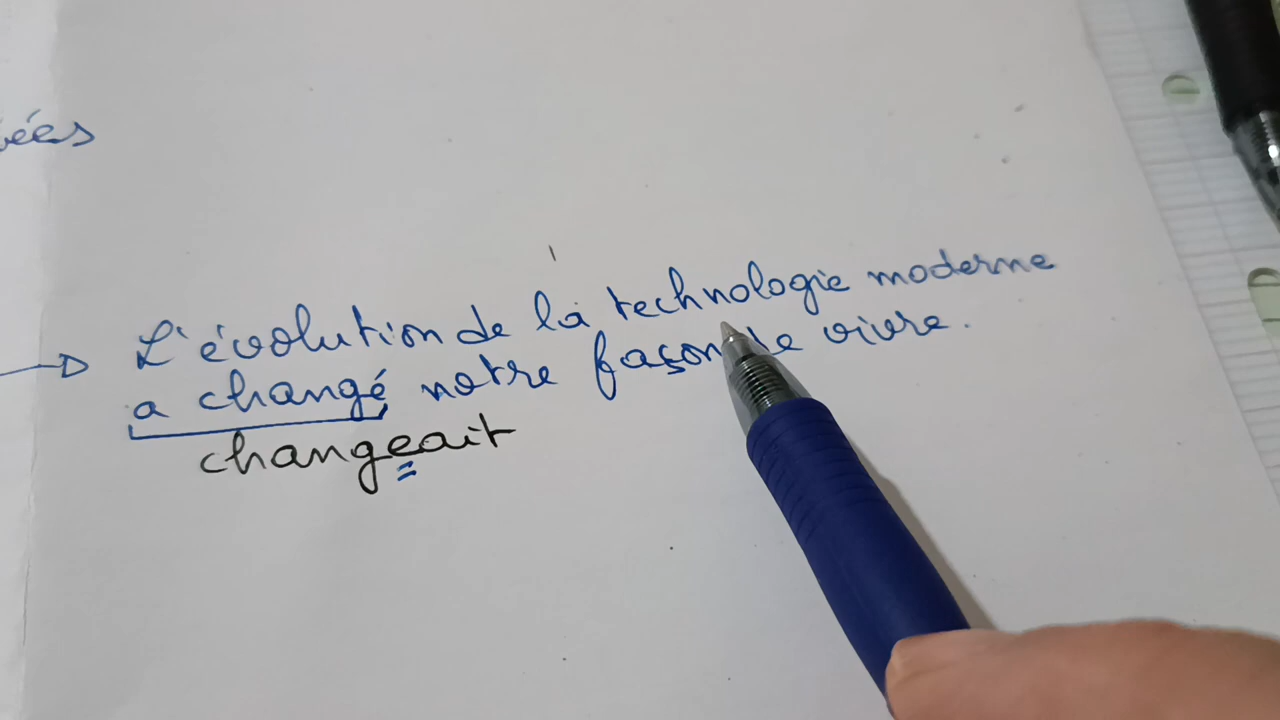 L'évolution de la technologie moderne
a changé notre façon de vivre.
changeait